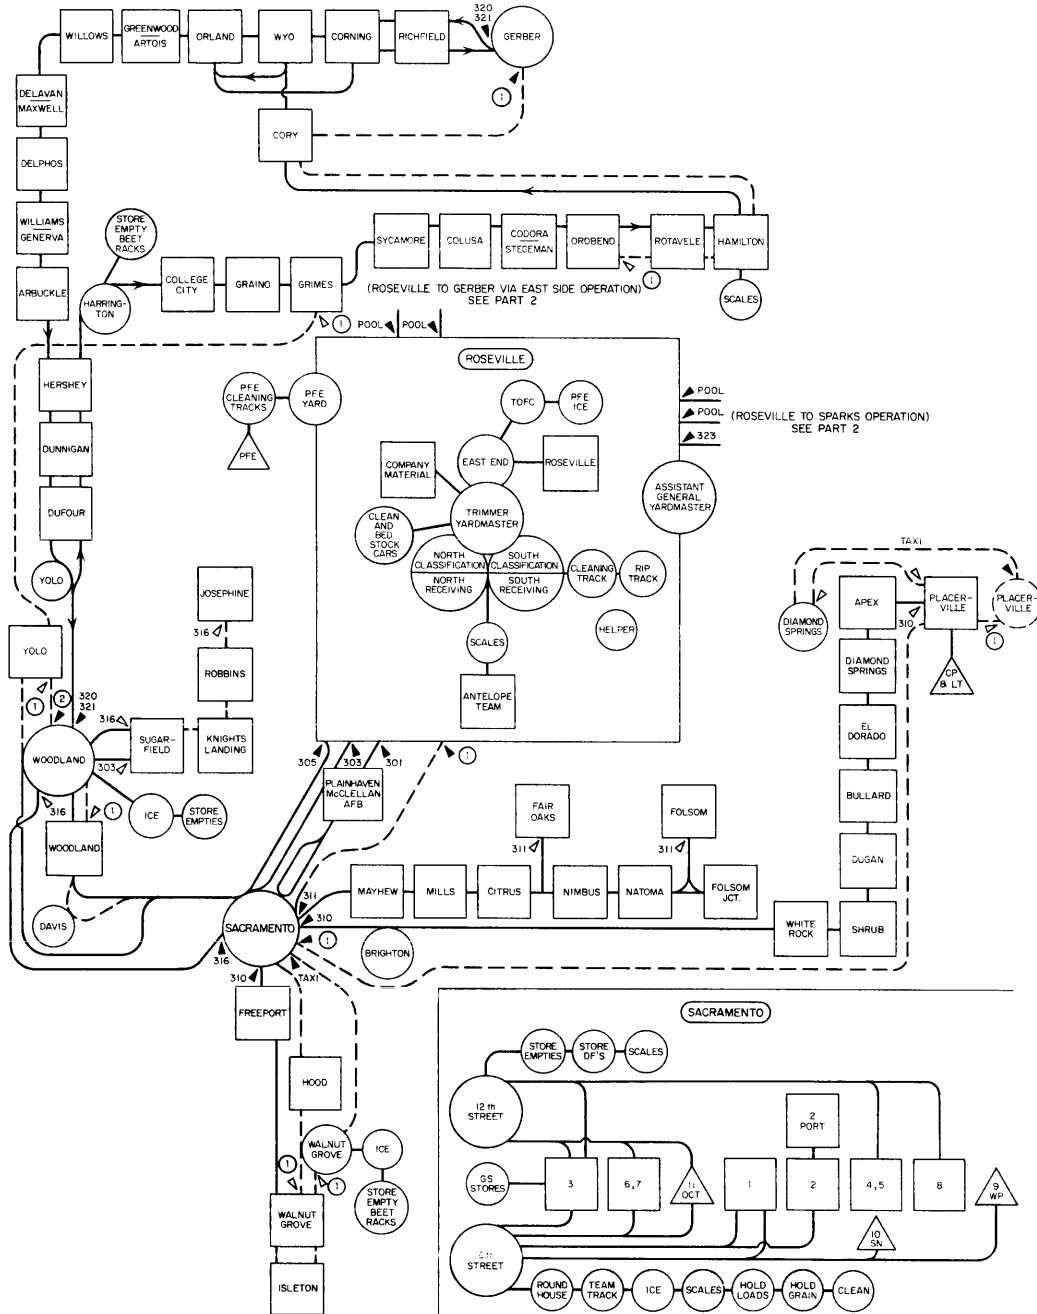 320
321
WILLOWS
GREENWOOD
ARTOIS
ORLAND
WYO
CORNING
RICHFIELD
GERBER
1
DELAVAN
MAXWELL
CORY
DELPHOS
WILLIAMS
GENERVA
STORE
EMPTY
BEET
RACKS
SYCAMORE
COLUSA
CODORA
STEGEMAN
ORDBEND
ROTAVELE
HAMILTON
1
ARBUCKLE
HARRING-
TON
COLLEGE
CITY
GRAINO
GRIMES
(ROSEVILLE TO GERBER VIA EAST SIDE OPERATION)
SEE PART 2
SCALES
1
POOL
POOL
ROSEVILLE
HERSHEY
PFE
CLEANING
TRACKS
PFE
YARD
PFE
TOFC
PFE
ICE
POOL
POOL
323
(ROSEVILLE TO SPARKS OPERATION)
SEE PART 2
DUNNIGAN
COMPANY
MATERIAL
EAST END
ROSEVILLE
DUFOUR
CLEAN
AND
BED
STOCK
CARS
TRIMMER
YARDMASTER
ASSISTANT
GENERAL
YARDMASTER
NORTH
CLASSIFICATION
SOUTH
CLASSIFICATION
NORTH
RECEIVING
SOUTH
RECEIVING
CLEANING
TRACK
RIP
TRACK
TAXI
YOLO
JOSEPHINE
316
HELPER
SCALES
APEX
PLACER-
VILLE
310
PLACER-
VILLE
DIAMOND
SPRINGS
1
YOLO
ROBBINS
ANTELOPE
TEAM
DIAMOND
SPRINGS
CP
& LT
1
2
320
321
316
SUGAR-
FIELD
303
KNIGHTS
LANDING
WOODLAND
EL
DORADO
305
303
301
1
PLAINHAVEN
McCLELLAN
AFB
316
1
ICE
STORE
EMPTIES
WOODLAND
FAIR
OAKS
311
FOLSOM
311
BULLARD
DUGAN
MAYHEW
MILLS
CITRUS
NIMBUS
NATOMA
FOLSOM
JCT.
DAVIS
SACRAMENTO
311
310
1
316
310
TAXI
BRIGHTON
WHITE
ROCK
SHRUB
FREEPORT
HOOD
WALNUT
GROVE
ICE
1
1
STORE
EMPTY
BEET
RACKS
WALNUT
GROVE
ISLETON
SACRAMENTO
STORE
EMPTIES
STORE
DF'S
SCALES
12 th
STREET
2
PORT
GS
STORES
3
6,7
11
OCT
1
2
4,5
8
9
WP
10
SN
STREET
ROUND
HOUSE
TEAM
TRACK
ICE
SCALES
HOLD
LOADS
HOLD
GRAIN
CLEAN